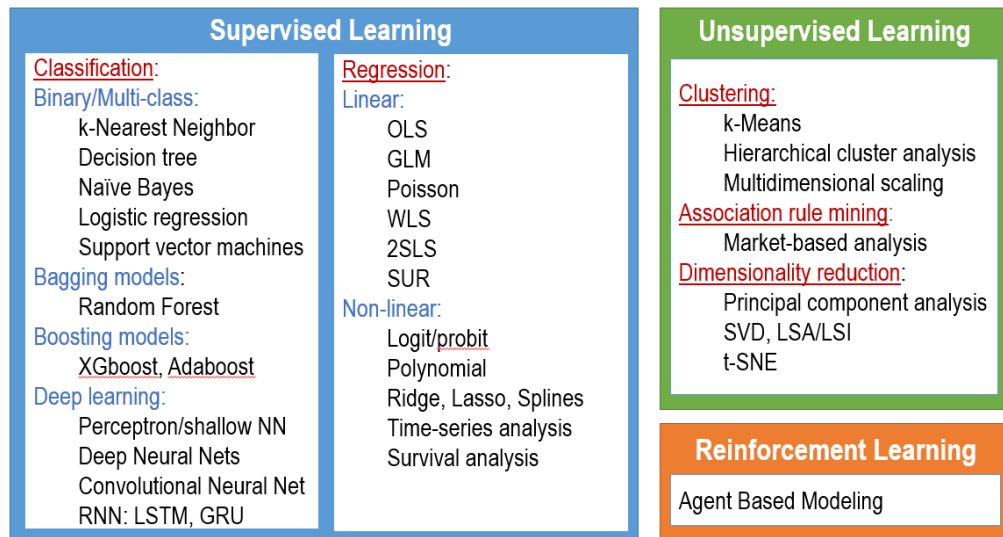 Supervised Learning
Classification:
Binary/Multi-class:
k-Nearest Neighbor
Decision tree
Naïve Bayes
Logistic regression
Support vector machines
Bagging models:
Random Forest
Boosting models:
XGboost, Adaboost
Deep learning:
Perceptron/shallow NN
Deep Neural Nets
Convolutional Neural Net
RNN: LSTM, GRU
Regression:
Linear:
OLS
GLM
Poisson
WLS
2SLS
SUR
Non-linear:
Logit/probit
Polynomial
Ridge, Lasso, Splines
Time-series analysis
Survival analysis
Unsupervised Learning
Clustering:
k-Means
Hierarchical cluster analysis
Multidimensional scaling
Association rule mining:
Market-based analysis
Dimensionality reduction:
Principal component analysis
SVD, LSA/LSI
t-SNE
Reinforcement Learning
Agent Based Modeling